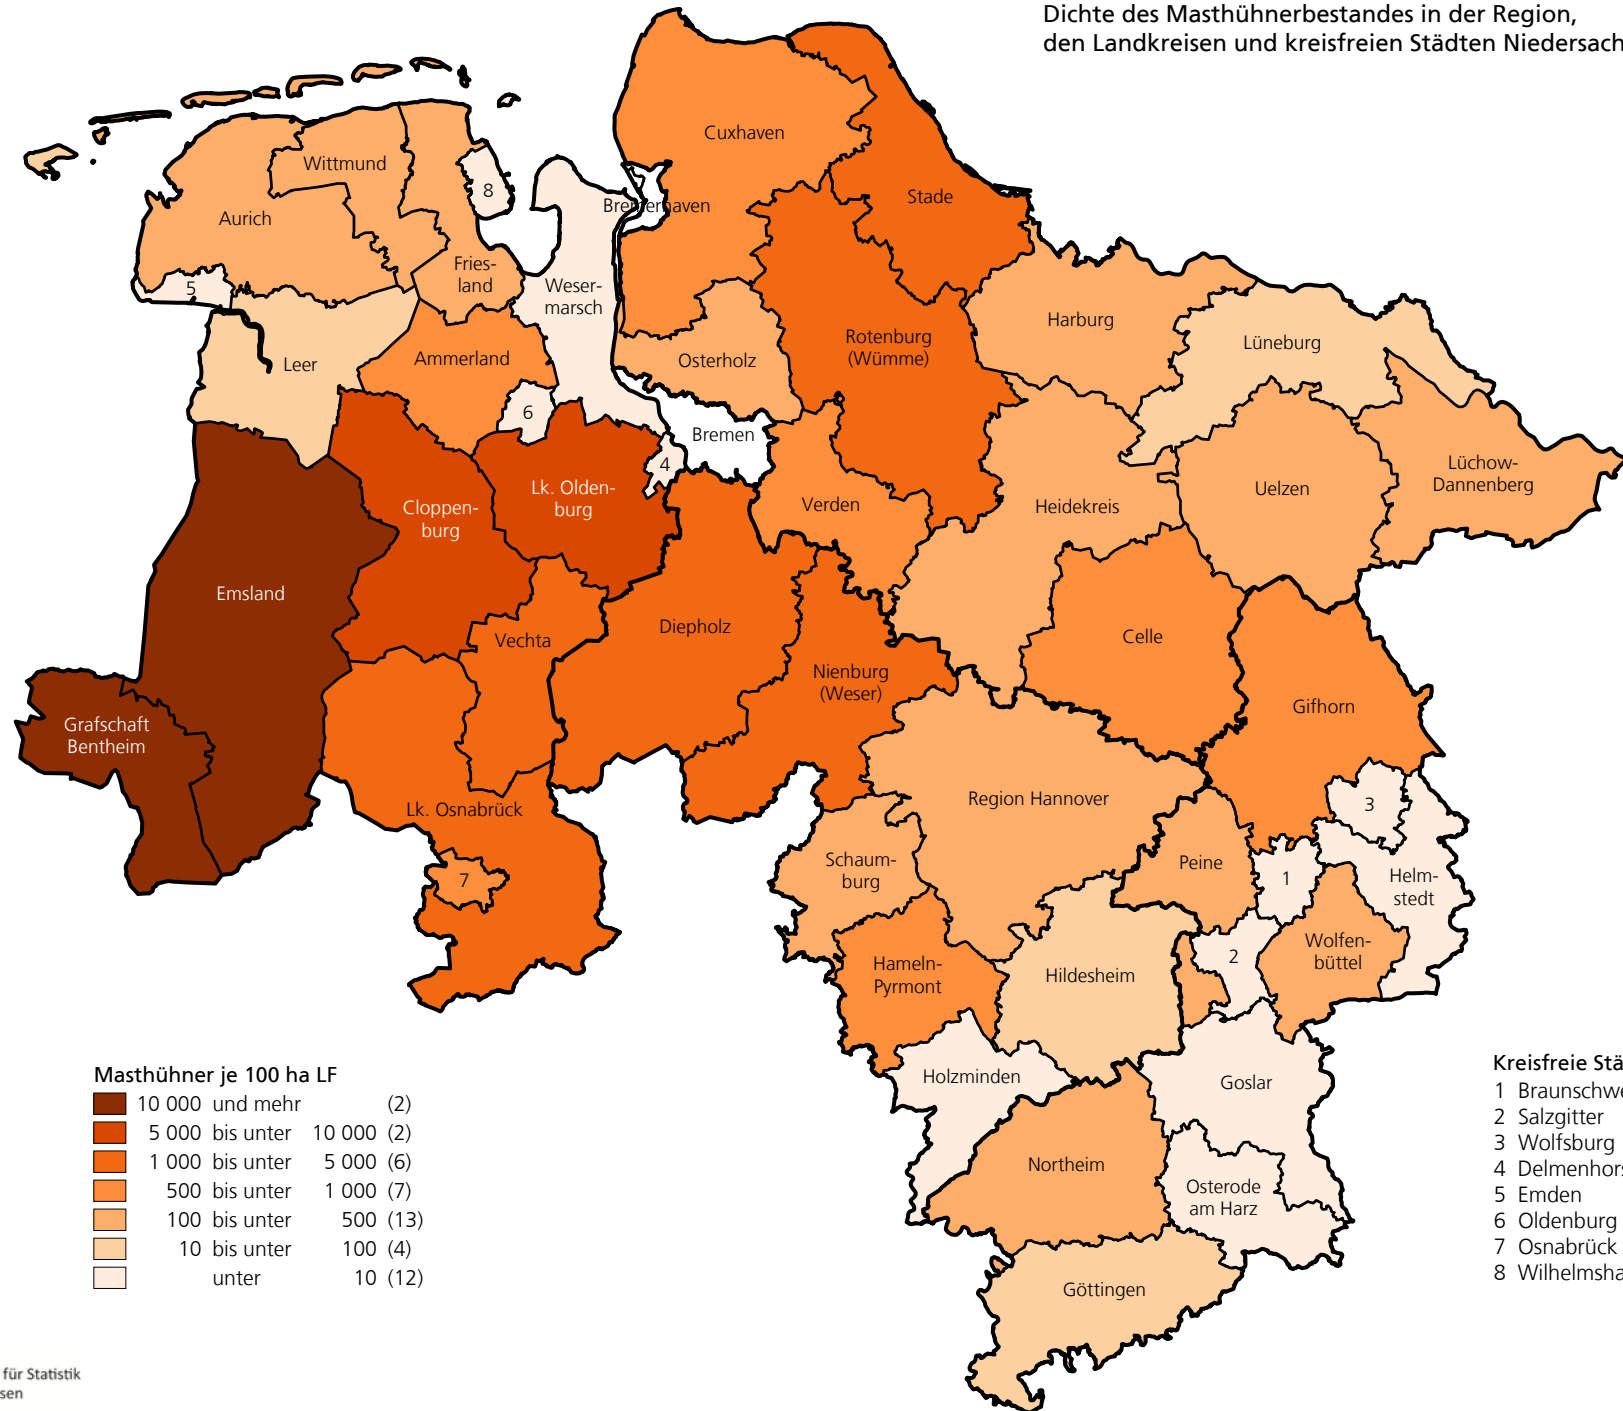 Dichte des Masthühnerbestandes in der Region,
den Landkreisen und kreisfreien Städten
Cuxhaven
Wittmund
8
Stade
Bremerhaven
Aurich
Fries-
land
5
Weser-
marsch
Harburg
Rotenburg
(Wümme)
Lüneburg
Ammerland
Osterholz
Leer
6
Bremen
4
Lüchow-
Dannenberg
Lk. Olden-
burg
Uelzen
Verden
Heidekreis
Cloppen-
burg
Emsland
Diepholz
Celle
Vechta
Nienburg
(Weser)
Gifhorn
Grafschaft
Bentheim
Region Hannover
3
Lk. Osnabrück
Schaum-
burg
Peine
7
1
Helm-
stedt
Wolfen-
büttel
2
Hameln-
Pyrmont
Hildesheim
Holzminden
Goslar
Northeim
Osterode
am Harz
Göttingen
Masthühner je 100 ha LF
10 000 und mehr (2)
5 000 bis unter 10 000 (2)
1 000 bis unter 5 000 (6)
500 bis unter 1 000 (7)
100 bis unter 500 (13)
10 bis unter 100 (4)
unter 10 (12)
Kreisfreie
1
2 Salzgitter
3 Wolfsburg
4
5 Emden
6 Oldenburg
7 Osnabrück
8
für Statistik